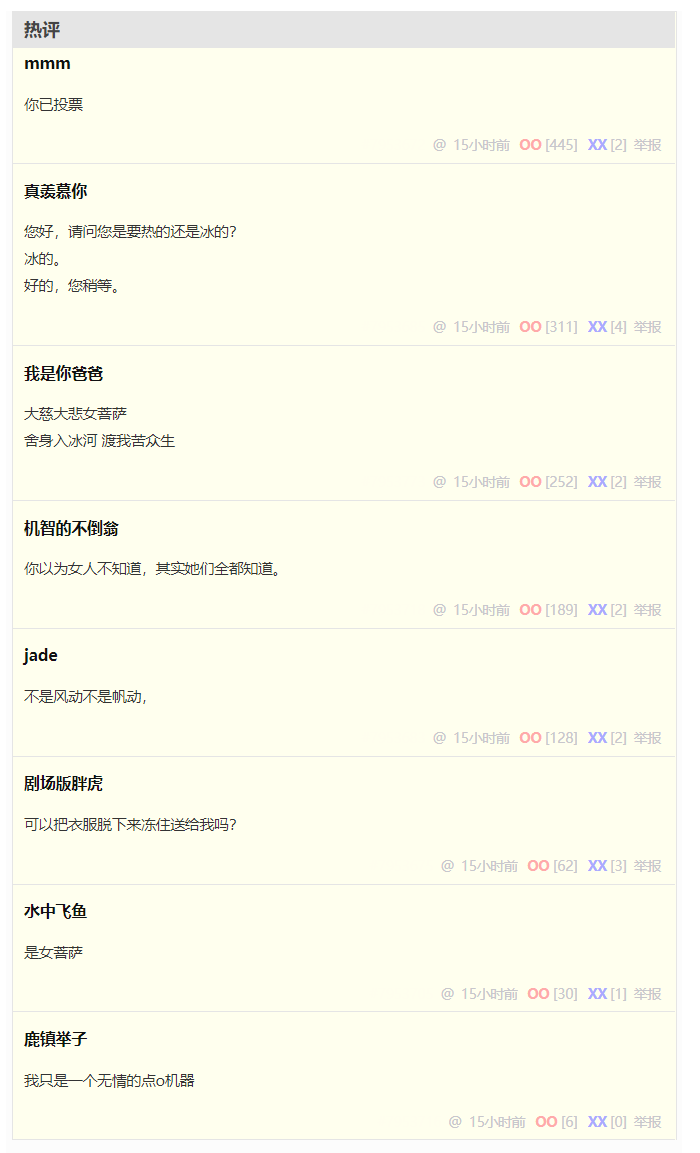 热评
mmm
你已投票
@ 15小时前 OO [445] XX [2] 举报
真羡慕你
您好，请问您是要热的还是冰的?
冰的。
好的，您稍等。
@ 15小时前 OO [311] XX [4] 举报
我是你爸爸
大慈大悲女菩萨
舍身入冰河 渡我苦众生
@ 15小时前 OO [252] XX [2] 举报
机智的不倒翁
你以为女人不知道，其实她们全都知道。
@ 15小时前 OO [189] XX [2] 举报
jade
不是风动不是帆动，
@ 15小时前 OO [128] XX [2] 举报
剧场版胖虎
可以把衣服脱下来冻住送给我吗?
@ 15小时前 OO [62] XX [3] 举报
水中飞鱼
是女菩萨
@ 15小时前 OO [30] XX [1] 举报
鹿镇举子
我只是一个无情的点o机器
@ 15小时前 OO [6] XX [0] 举报